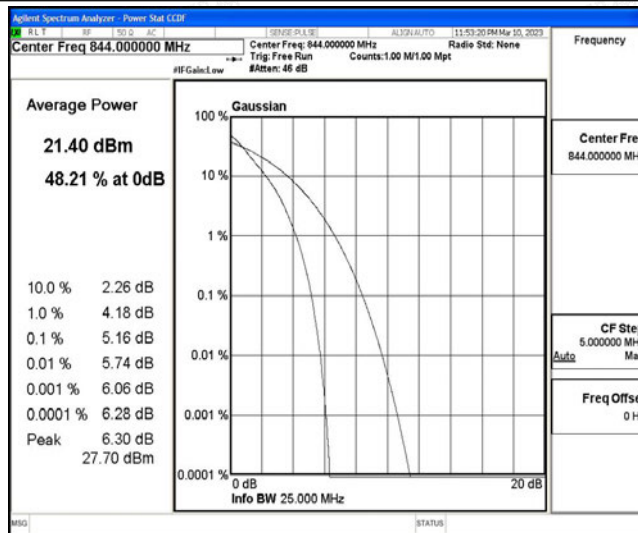 Agilent Spectrum Analyzer - Power Stat CCDF
R L T RF 50 Ω AC SENSE:PULSE ALIGN AUTO 11:53:20 PM Mar 10, 2023
Center Freq 844.000000 MHz
Center Freq: 844.000000 MHz Radio Std: None
Trig: Free Run Counts:1.00 M/1.00 Mpt
#IFGain:Low #Atten: 46 dB
Frequency
Average Power
21.40 dBm
48.21 % at 0dB
10.0 % 2.26 dB
1.0 % 4.18 dB
0.1 % 5.16 dB
0.01 % 5.74 dB
0.001 % 6.06 dB
0.0001 % 6.28 dB
Peak 6.30 dB
27.70 dBm
Gaussian
100 %
10 %
1 %
0.1 %
0.01 %
0.001 %
0.0001 %
0 dB 20 dB
Info BW 25.000 MHz
Center Fre
844.000000 MH
CF Ste
5.000000 MH
Auto Ma
Freq Offse
0 H
MSG STATUS